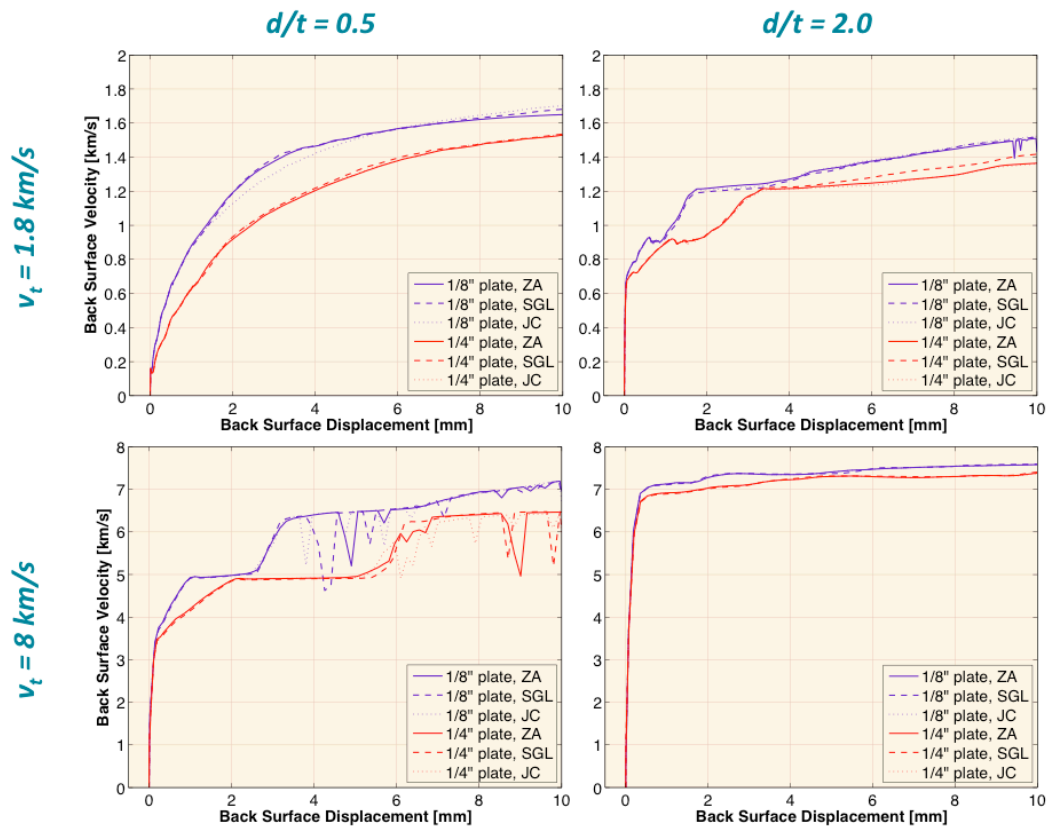 d/t = 0.5
d/t = 2.0
v_t = 1.8 km/s
Back Surface Velocity [km/s]
2
1.8
1.6
1.4
1.2
1
0.8
0.6
0.4
0.2
0
1/8" plate, ZA
1/8" plate, SGL
1/8" plate, JC
1/4" plate, ZA
1/4" plate, SGL
1/4" plate, JC
0 2 4 6 8 10
Back Surface Displacement [mm]
Back Surface Velocity [km/s]
2
1.8
1.6
1.4
1.2
1
0.8
0.6
0.4
0.2
0
1/8" plate, ZA
1/8" plate, SGL
1/8" plate, JC
1/4" plate, ZA
1/4" plate, SGL
1/4" plate, JC
0 2 4 6 8 10
Back Surface Displacement [mm]
v_t = 8 km/s
Back Surface Velocity [km/s]
8
7
6
5
4
3
2
1
0
1/8" plate, ZA
1/8" plate, SGL
1/8" plate, JC
1/4" plate, ZA
1/4" plate, SGL
1/4" plate, JC
0 2 4 6 8 10
Back Surface Displacement [mm]
Back Surface Velocity [km/s]
8
7
6
5
4
3
2
1
0
1/8" plate, ZA
1/8" plate, SGL
1/8" plate, JC
1/4" plate, ZA
1/4" plate, SGL
1/4" plate, JC
0 2 4 6 8 10
Back Surface Displacement [mm]